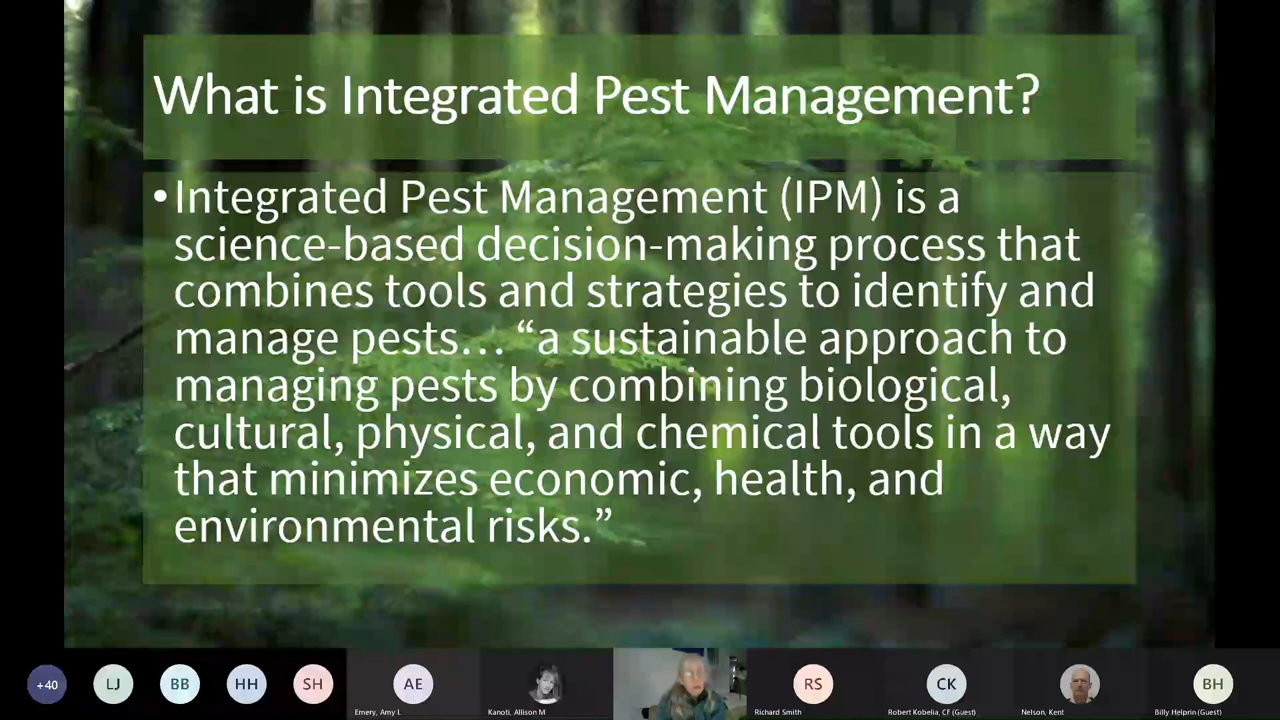 What is Integrated Pest Management?
•Integrated Pest Management (IPM) is a
science-based decision-making process that
combines tools and strategies to identify and
manage pests… “a sustainable approach to
managing pests by combining biological,
cultural, physical, and chemical tools in a way
that minimizes economic, health, and
environmental risks.”
+40
LJ
BB
HH
SH
AE
RS
CK
BH
Emery, Amy L
Kanoti, Allison M
Richard Smith
Robert Kobelia, CF (Guest)
Nelson, Kent
Billy Helprin (Guest)